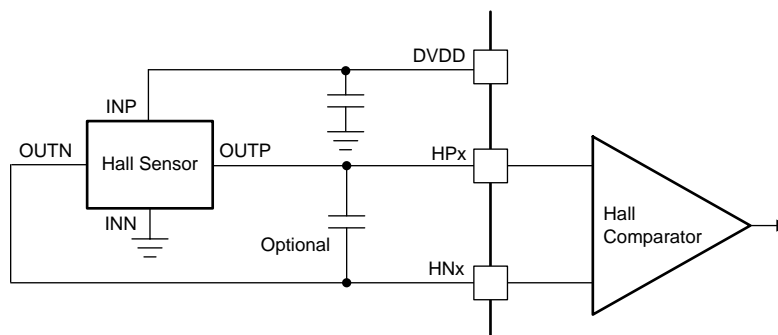 DVDD
INP
OUTN
Hall Sensor
OUTP
HPx
INN
Optional
HNx
Hall
Comparator